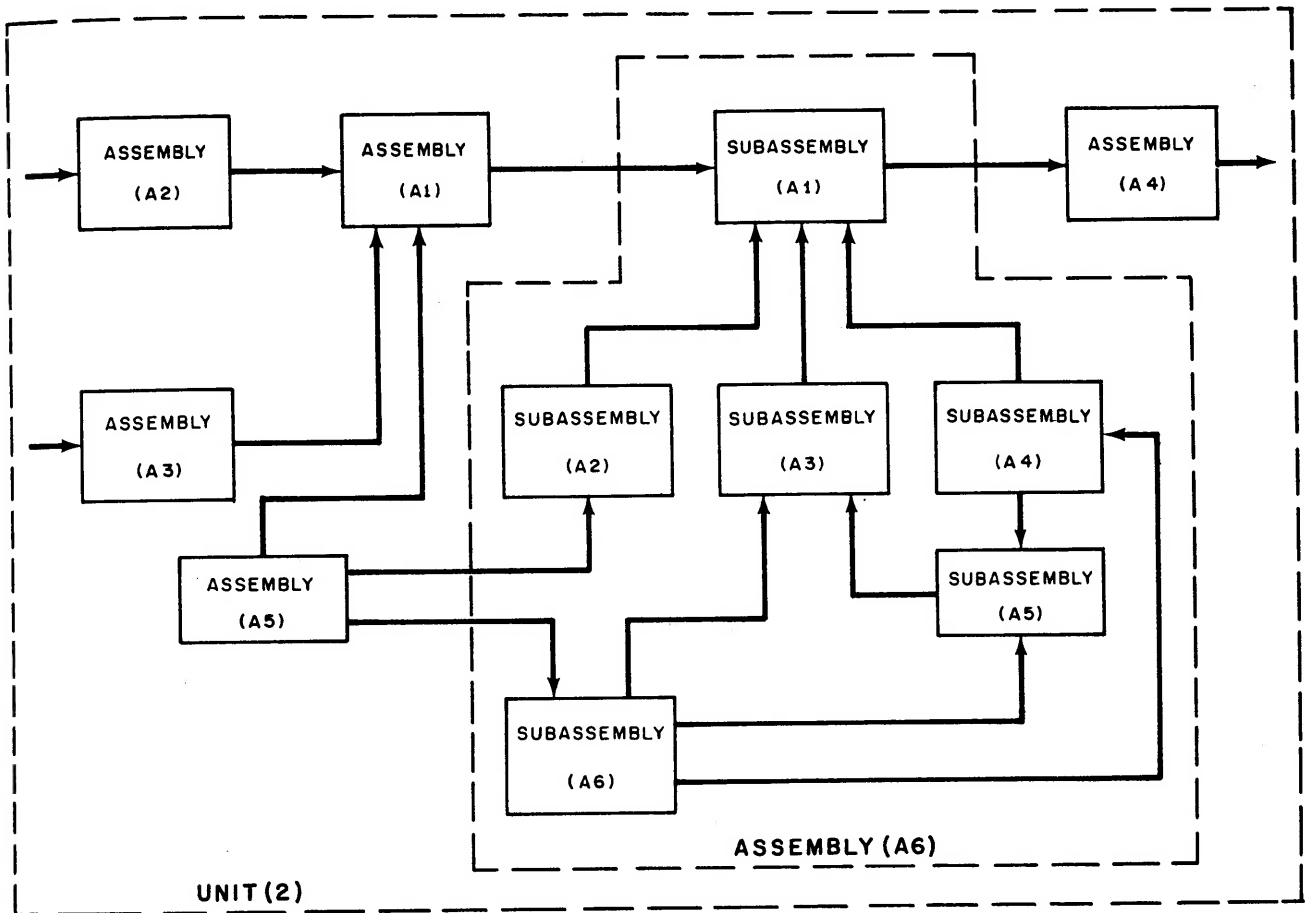 ASSEMBLY
(A2)
ASSEMBLY
(A1)
SUBASSEMBLY
(A1)
ASSEMBLY
(A4)
ASSEMBLY
(A3)
SUBASSEMBLY
(A2)
SUBASSEMBLY
(A3)
SUBASSEMBLY
(A4)
ASSEMBLY
(A5)
SUBASSEMBLY
(A5)
SUBASSEMBLY
(A6)
ASSEMBLY (A6)
UNIT (2)